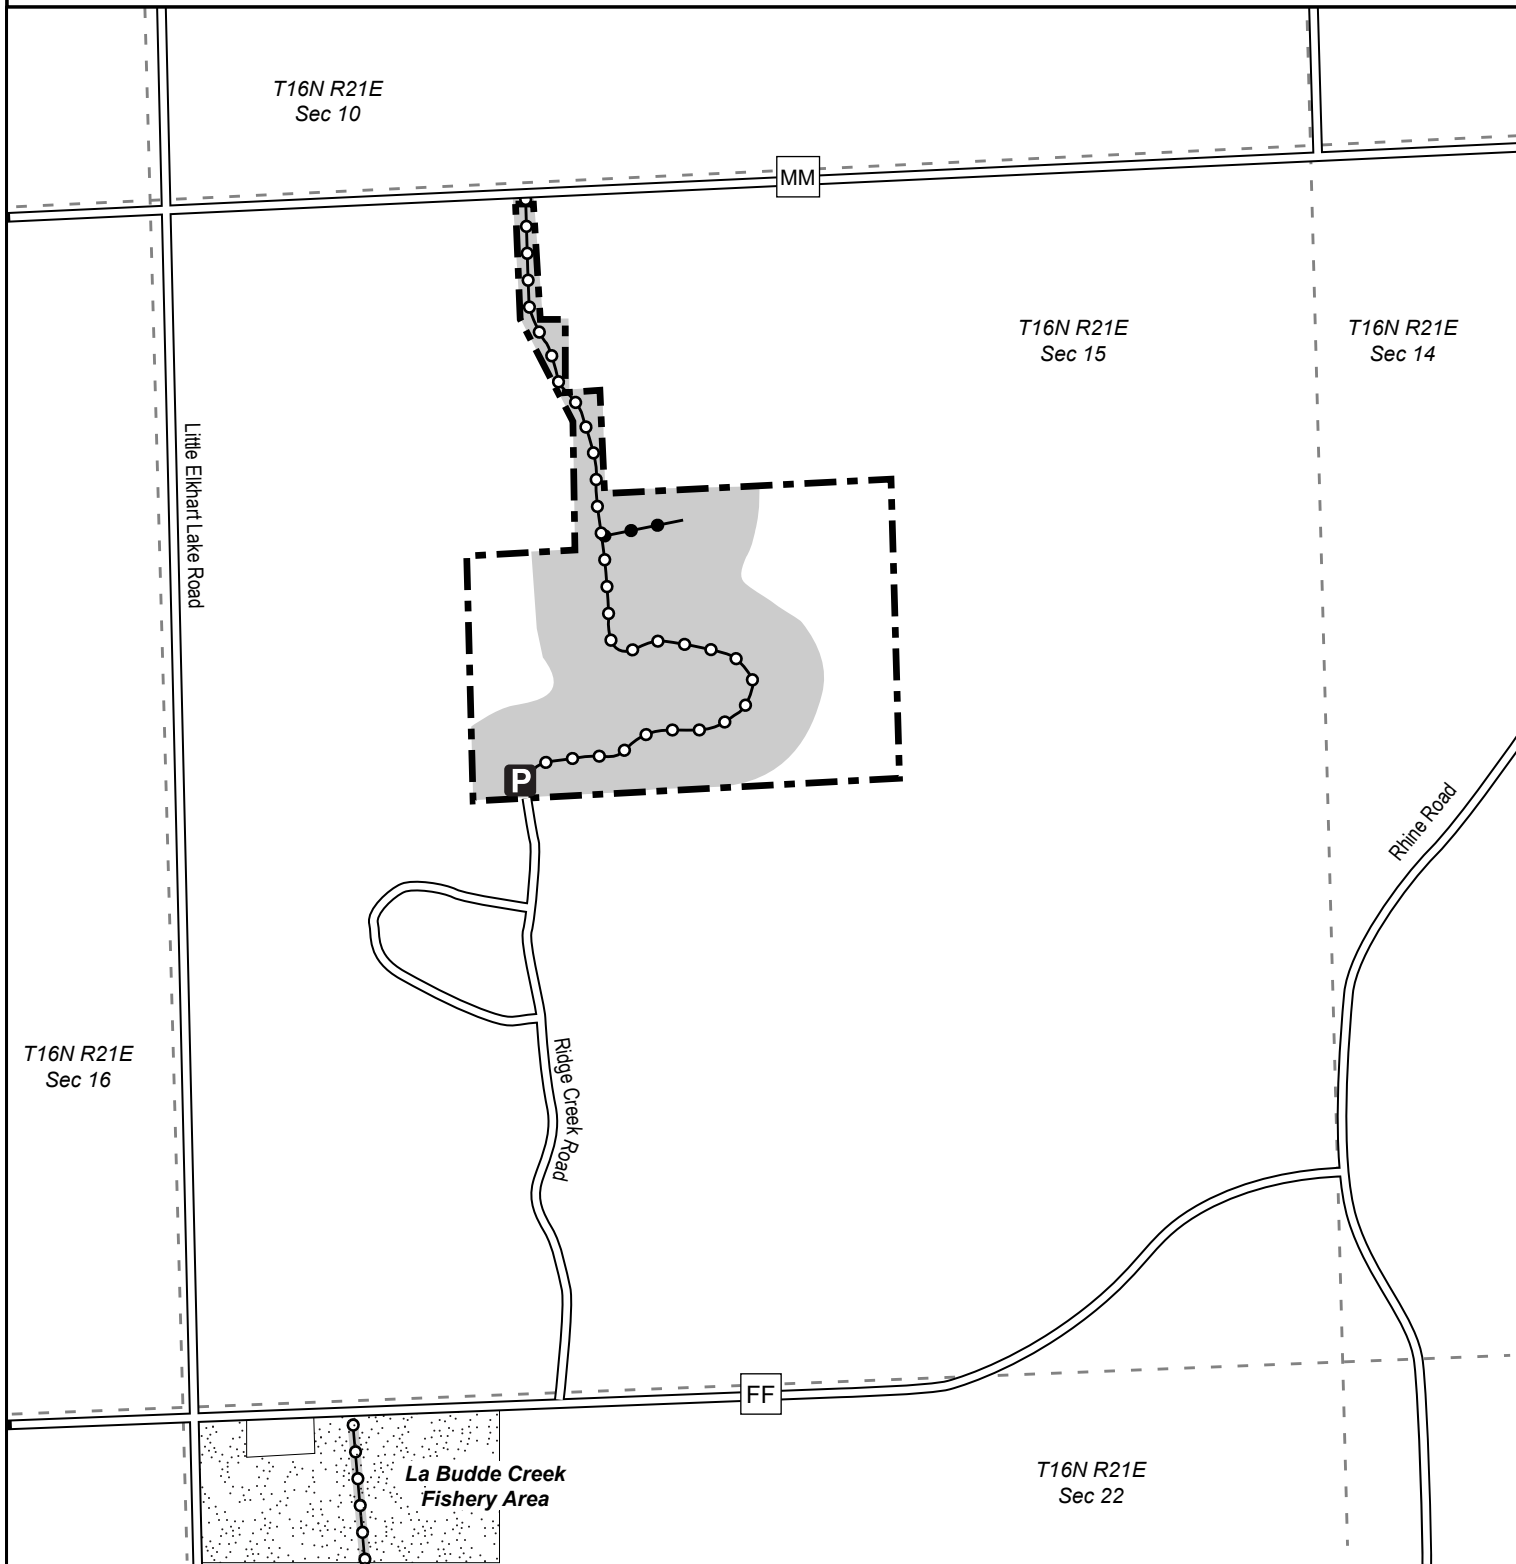 T16N R21E
Sec 10
MM
T16N R21E
Sec 15
T16N R21E
Sec 14
Little Elkhart Lake Road
P
Rhine Road
T16N R21E
Sec 16
Ridge Creek Road
FF
La Budde Creek
Fishery Area
T16N R21E
Sec 22